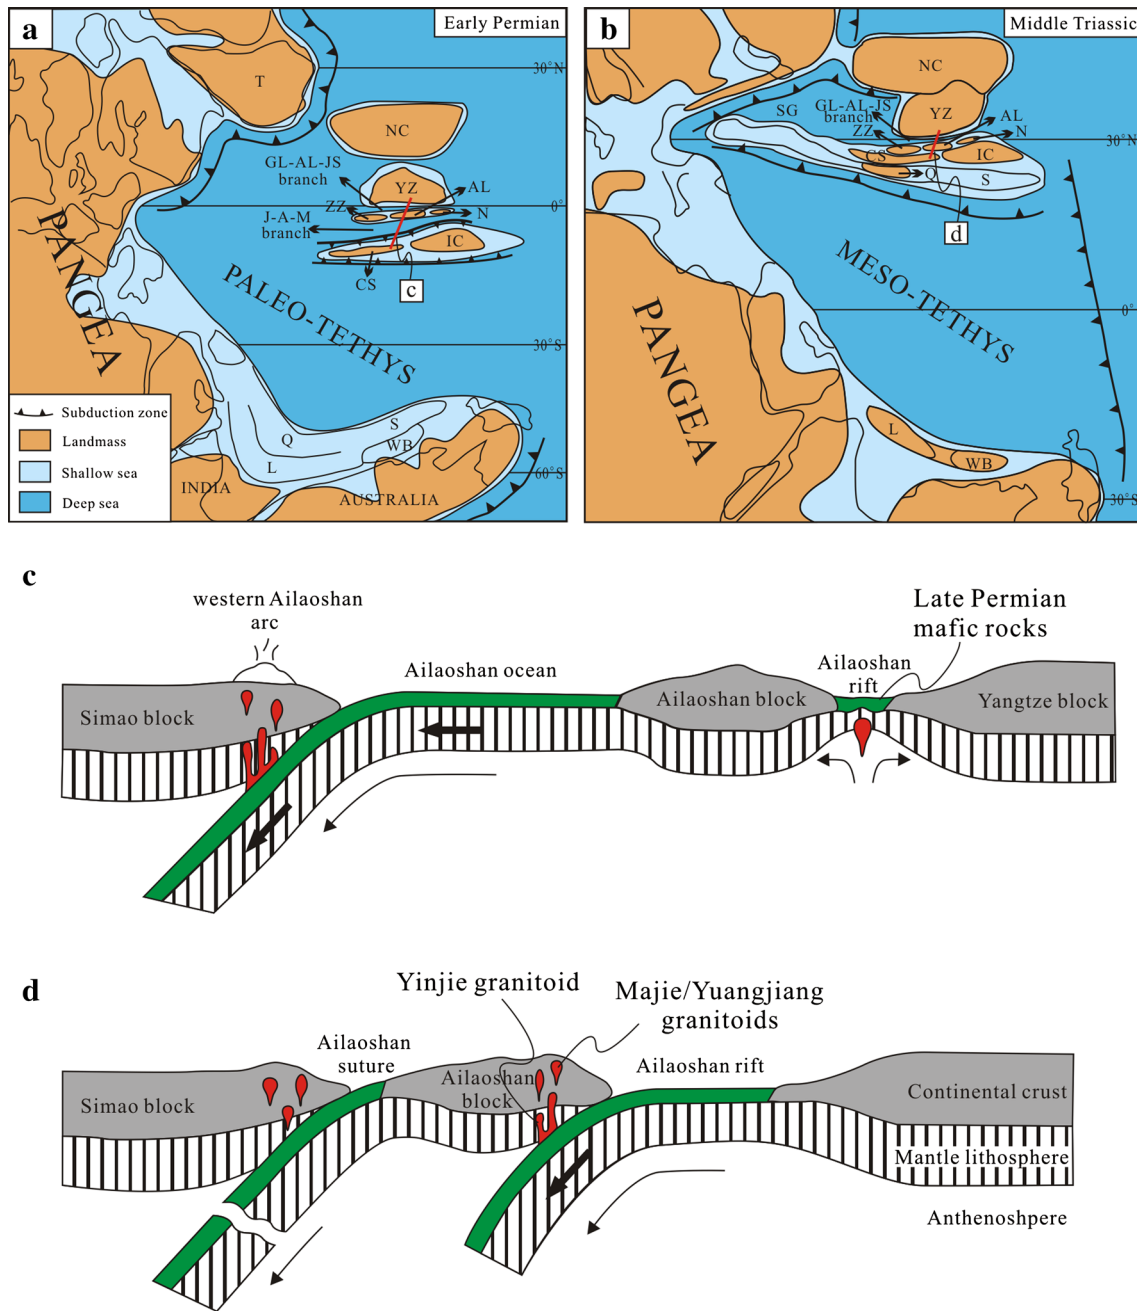 a
Early Permian
T
30°N
NC
GL-AL-JS
branch
YZ
AL
ZZ
0°
N
J-A-M
branch
IC
CS
c
PANGEA
PALEO-TETHYS
30°S
Subduction zone
Landmass
Shallow sea
Deep sea
S
Q
WB
L
INDIA
AUSTRALIA
60°S
b
Middle Triassic
NC
SG
GL-AL-JS
branch
YZ
AL
ZZ
N
30°N
CS
IC
Q
S
d
MESO-TETHYS
0°
PANGEA
L
WB
30°S
c
western Ailaoshan
arc
Late Permian
mafic rocks
Ailaoshan ocean
Ailaoshan
rift
Simao block
Ailaoshan block
Yangtze block
d
Yinjie granitoid
Majie/Yuangjiang
granitoids
Ailaoshan
suture
Ailaoshan rift
Simao block
Ailaoshan
block
Continental crust
Mantle lithosphere
Anthenoshpere